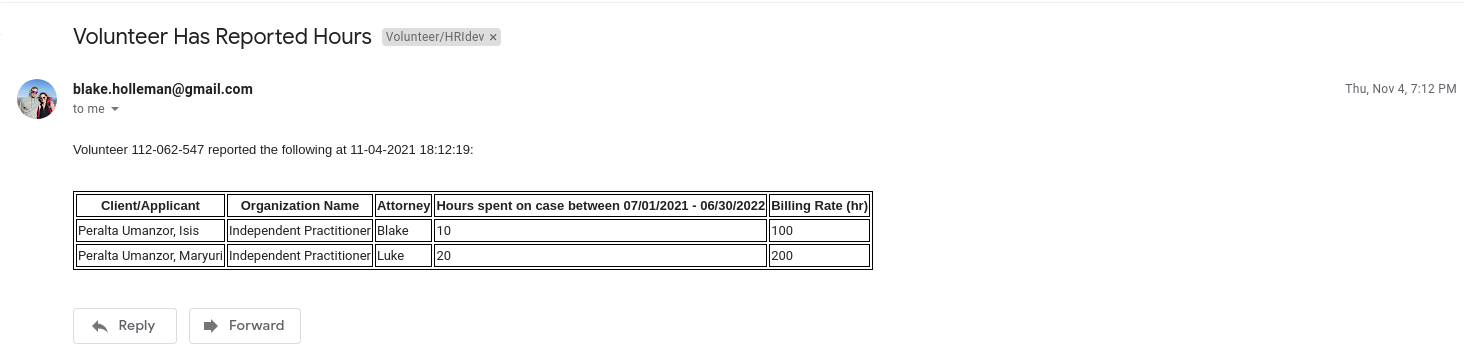 Volunteer Has Reported Hours Volunteer/HRIdev ×
blake.holleman@gmail.com Thu, Nov 4, 7:12 PM
to me
Volunteer 112-062-547 reported the following at 11-04-2021 18:12:19:
Client/Applicant Organization Name Attorney Hours spent on case between 07/01/2021 - 06/30/2022 Billing Rate (hr)
Peralta Umanzor, Isis Independent Practitioner Blake 10 100
Peralta Umanzor, Maryuri Independent Practitioner Luke 20 200
Reply Forward